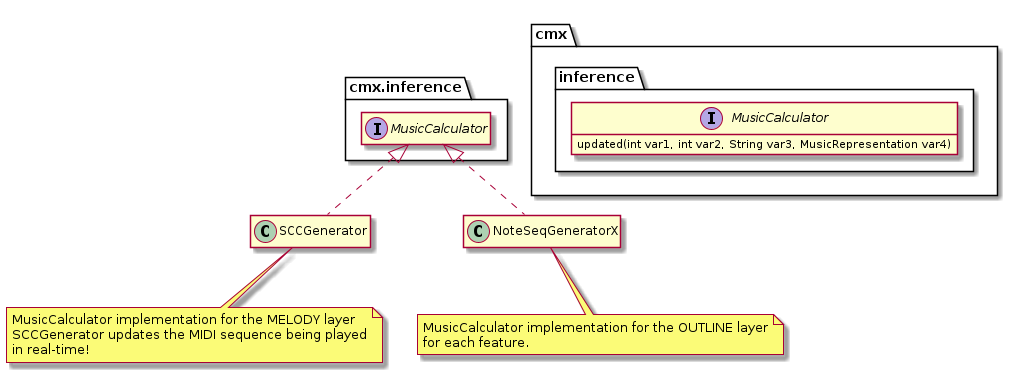 cmx
inference
I MusicCalculator
updated(int var1, int var2, String var3, MusicRepresentation var4)
cmx.inference
I MusicCalculator
C SCCGenerator
C NoteSeqGeneratorX
MusicCalculator implementation for the MELODY layer
SCCGenerator updates the MIDI sequence being played
in real-time!
MusicCalculator implementation for the OUTLINE layer
for each feature.